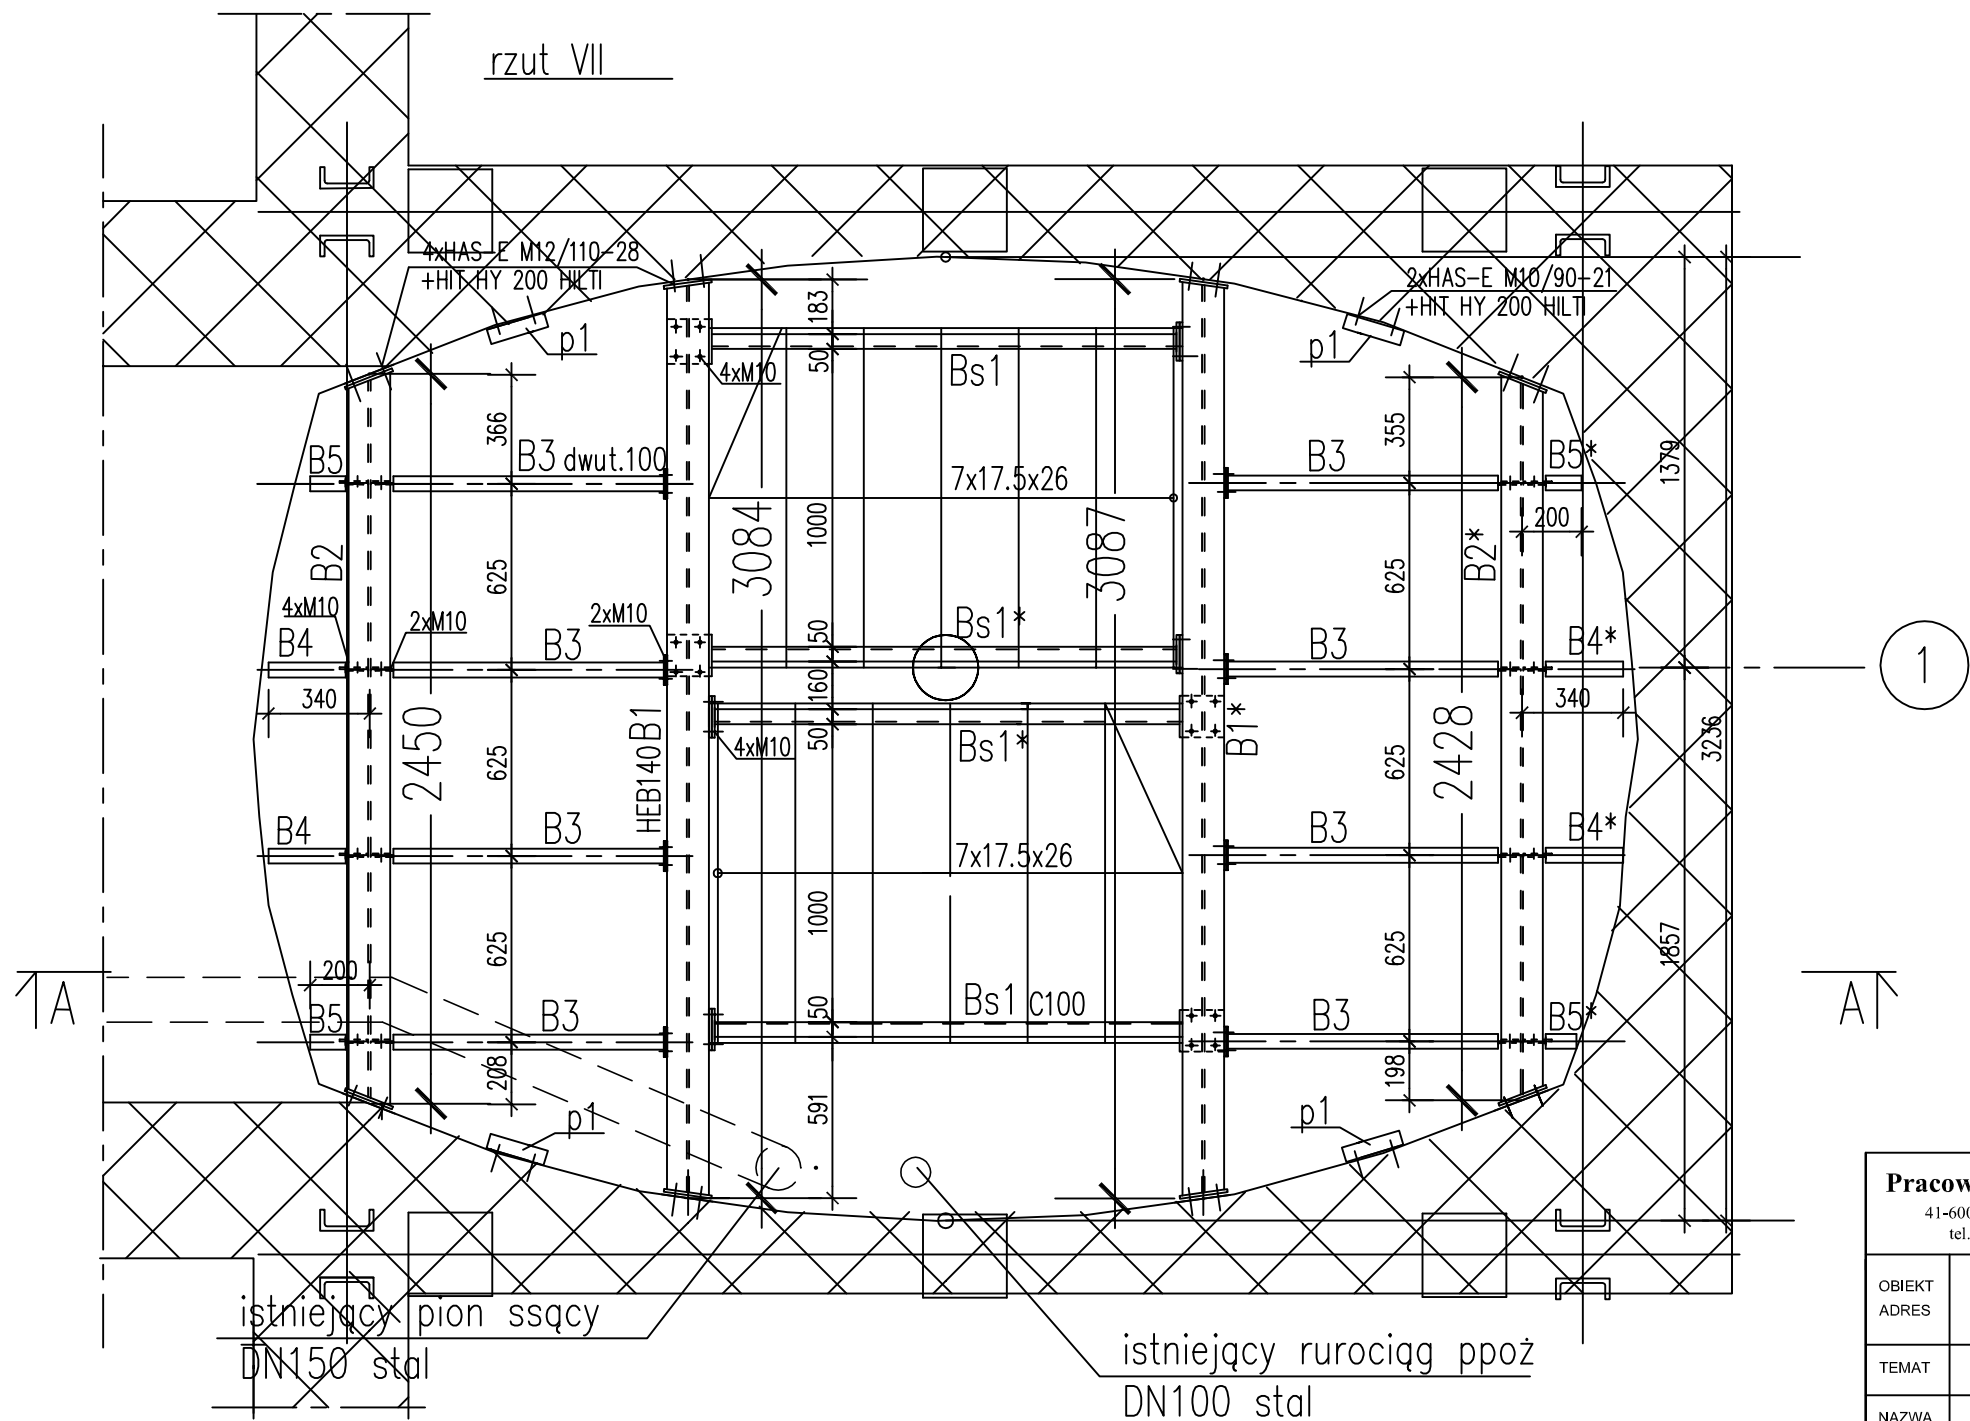 rzut VII
4xHAS-E M12/110-28
+HIT HY 200 HILTI
2xHAS-E M10/90-21
+HIT HY 200 HILTI
p1
p1
183
50
4xM10
Bs1
366
355
B5
B3 dwut.100
B3
B5*
1379
7x17.5x26
200
3084
1000
3087
B2
625
625
B2*
4xM10
2xM10
2xM10
Bs1*
B4
B3
50
B3
B4*
1
340
160
340
2450
HEB140 B1
4xM10
50
Bs1*
B1*
2428
3236
625
625
B4
B3
7x17.5x26
B3
B4*
1000
625
625
1857
A
200
A
B5
B3
50
Bs1 C100
B3
B5*
208
198
591
p1
p1
istniejący pion ssący
DN150 stal
istniejący rurociąg ppoż
DN100 stal
Pracow
41-600
tel.
OBIEKT
ADRES
TEMAT
NAZWA